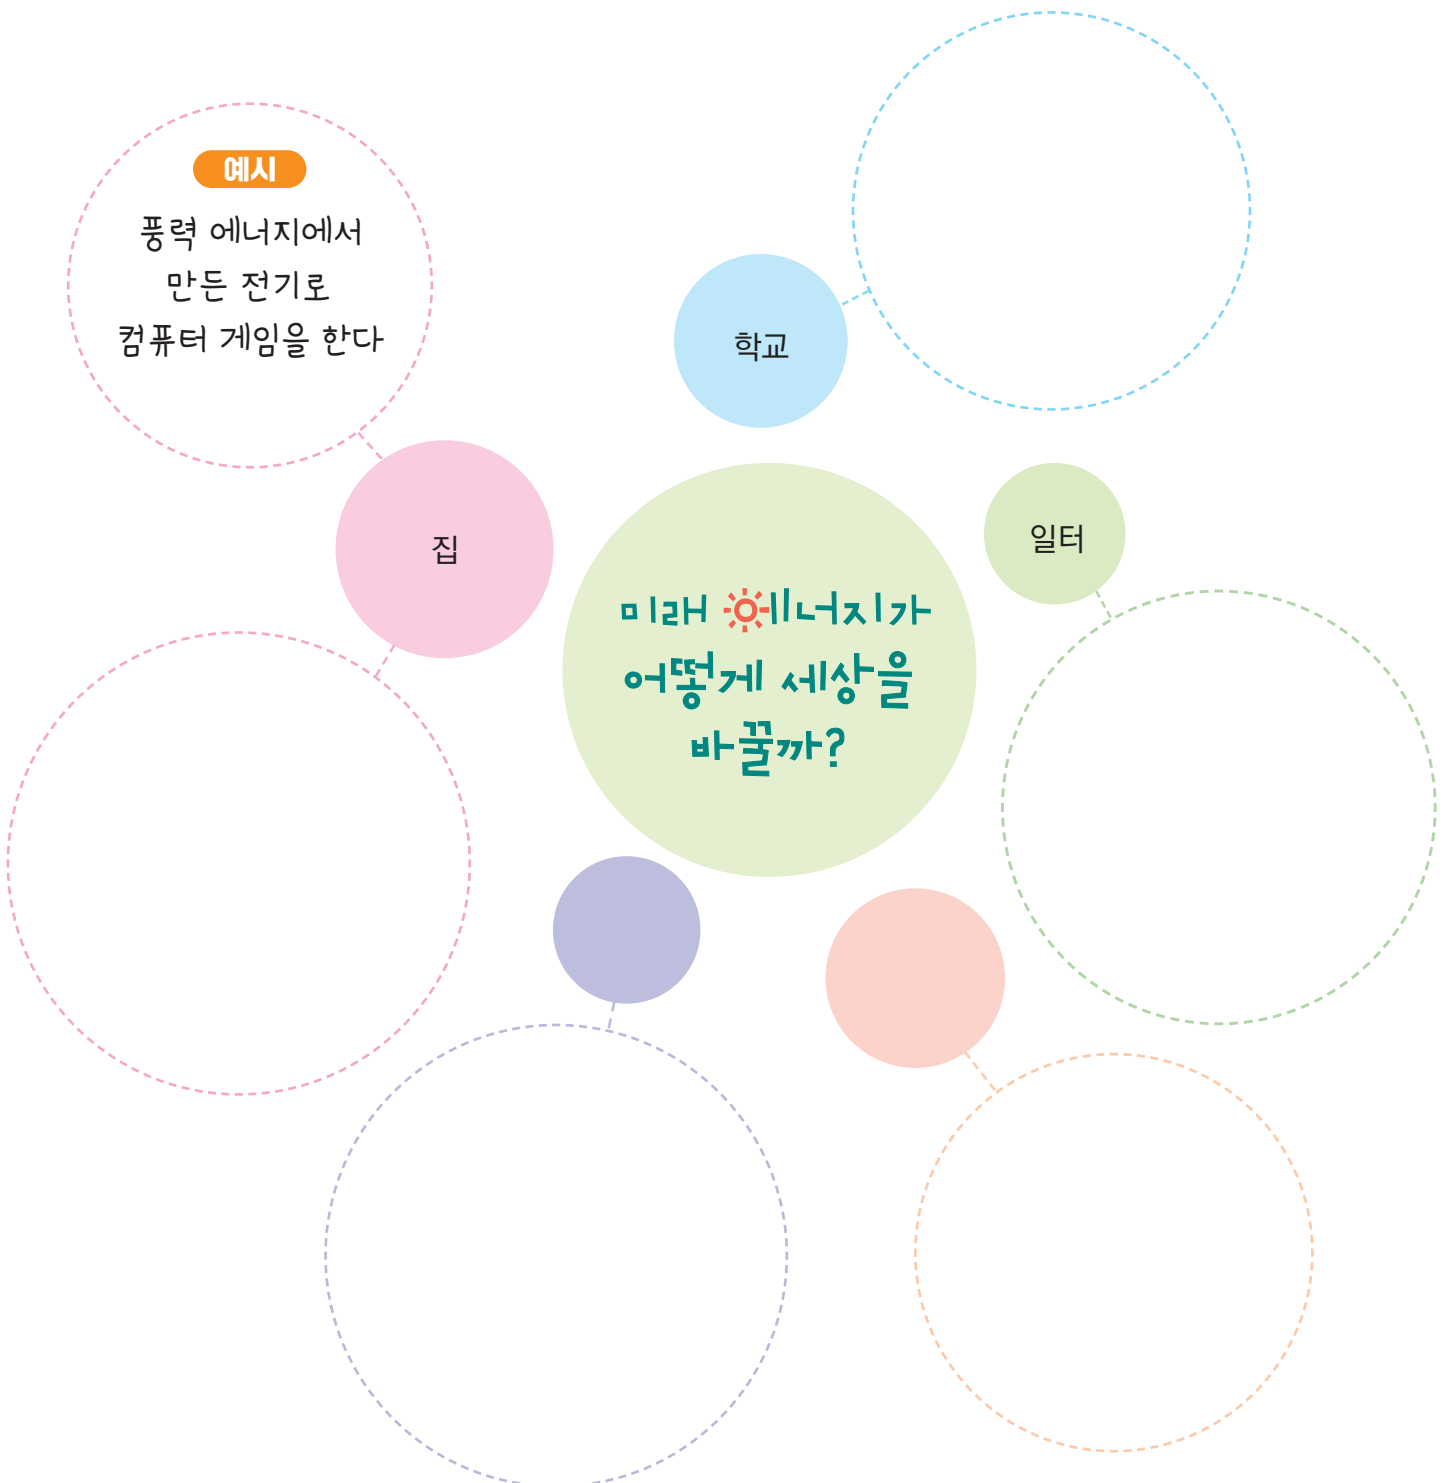 예시
풍력 에너지에서
만든 전기로
컴퓨터 게임을 한다
학교
집
일터
미래 에너지가
어떻게 세상을
바꿀까?